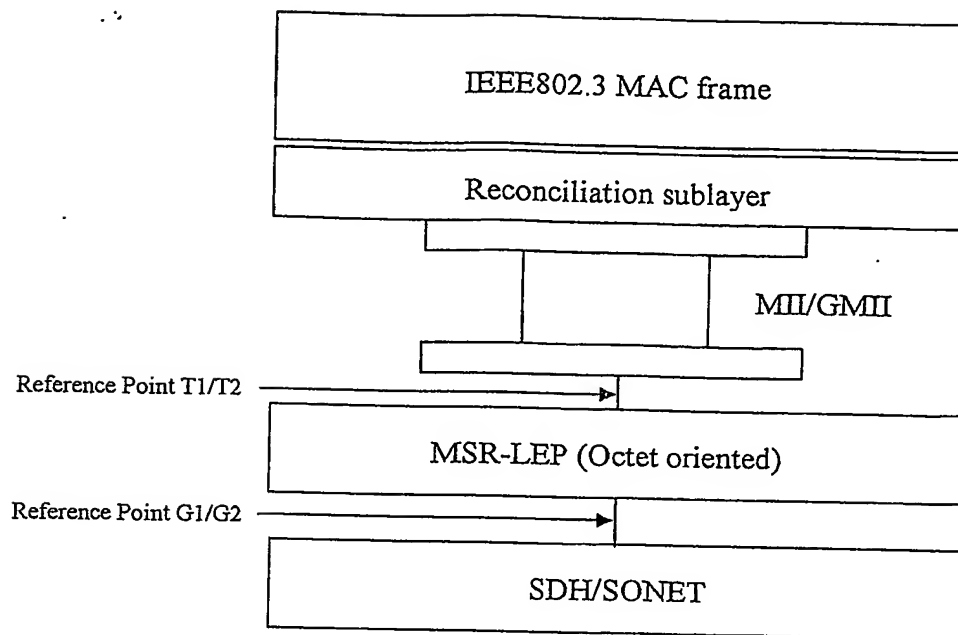 IEEE802.3 MAC frame
Reconciliation sublayer
MII/GMII
Reference Point T1/T2
MSR-LEP (Octet oriented)
Reference Point G1/G2
SDH/SONET